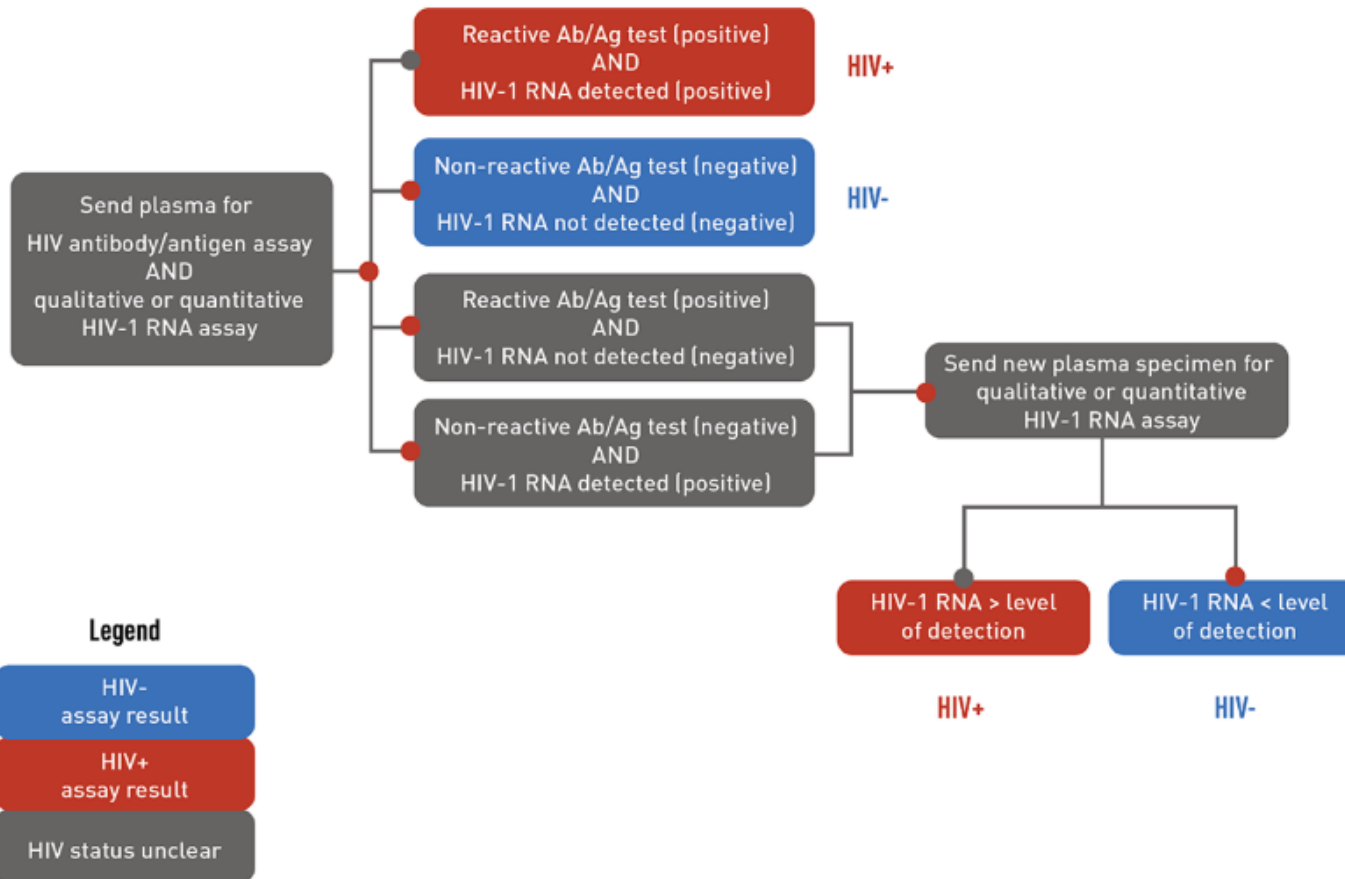 Send plasma for
HIV antibody/antigen assay
AND
qualitative or quantitative
HIV-1 RNA assay
Reactive Ab/Ag test (positive)
AND
HIV-1 RNA detected (positive)
HIV+
Non-reactive Ab/Ag test (negative)
AND
HIV-1 RNA not detected (negative)
HIV-
Reactive Ab/Ag test (positive)
AND
HIV-1 RNA not detected (negative)
Non-reactive Ab/Ag test (negative)
AND
HIV-1 RNA detected (positive)
Send new plasma specimen for
qualitative or quantitative
HIV-1 RNA assay
HIV-1 RNA > level
of detection
HIV+
HIV-1 RNA < level
of detection
HIV-
Legend
HIV-
assay result
HIV+
assay result
HIV status unclear